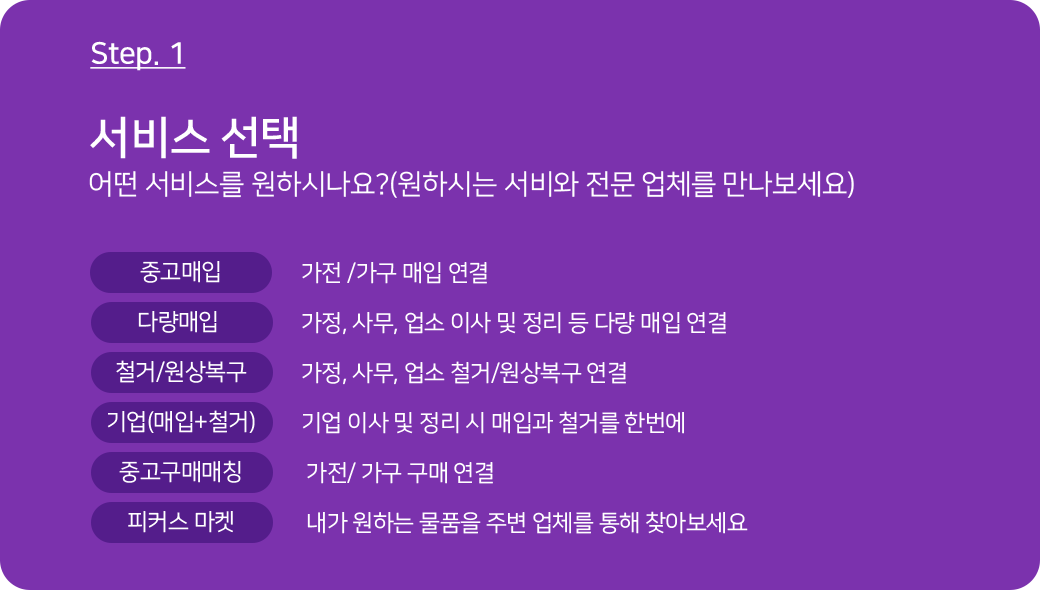 Step. 1
서비스 선택
어떤 서비스를 원하시나요?(원하시는 서비와 전문 업체를 만나보세요)
중고매입 가전 /가구 매입 연결
다량매입 가정, 사무, 업소 이사 및 정리 등 다량 매입 연결
철거/원상복구 가정, 사무, 업소 철거/원상복구 연결
기업(매입+철거) 기업 이사 및 정리 시 매입과 철거를 한번에
중고구매매칭 가전/ 가구 구매 연결
피커스 마켓 내가 원하는 물품을 주변 업체를 통해 찾아보세요